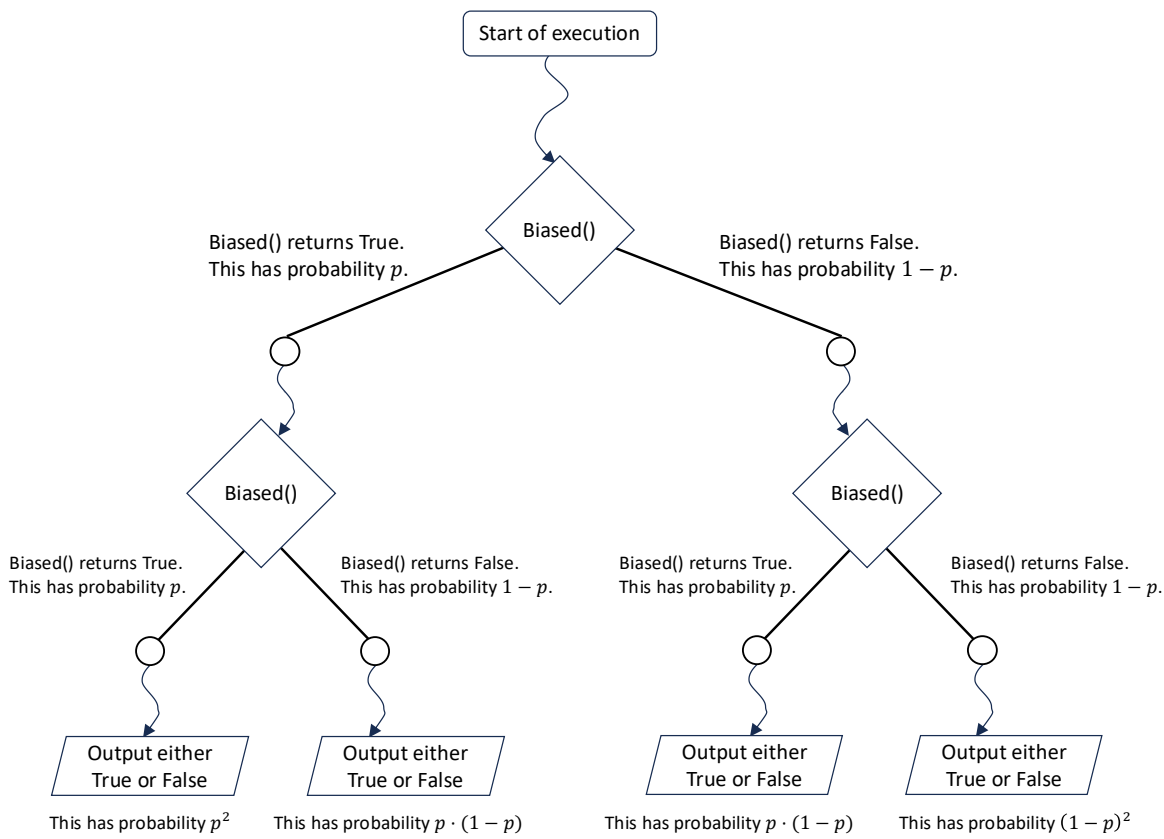 Start of execution
Biased()
Biased() returns True.
This has probability p.
Biased() returns False.
This has probability 1 − p.
Biased()
Biased()
Biased() returns True.
This has probability p.
Biased() returns False.
This has probability 1 − p.
Biased() returns True.
This has probability p.
Biased() returns False.
This has probability 1 − p.
Output either
True or False
Output either
True or False
Output either
True or False
Output either
True or False
This has probability p²
This has probability p · (1 − p)
This has probability p · (1 − p)
This has probability (1 − p)²